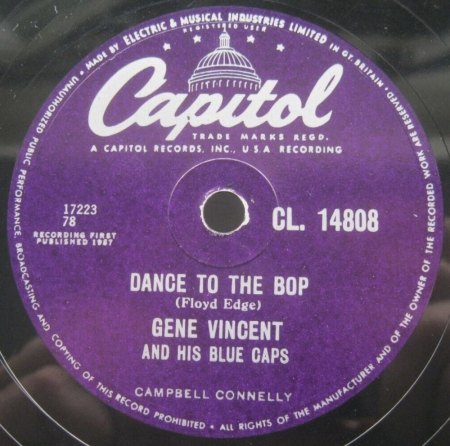 MADE BY ELECTRIC & MUSICAL INDUSTRIES LIMITED IN GT. BRITAIN. ALL RIGHTS OF THE MANUFACTURER AND OF THE OWNER OF THE RECORDED WORK ARE RESERVED. UNAUTHORIZED PUBLIC PERFORMANCE, BROADCASTING AND COPYING OF THIS RECORD PROHIBITED
REGISTERED USER
Capitol
TRADE MARKS REGD.
A CAPITOL RECORDS, INC., U.S.A RECORDING
17223
78
CL. 14808
RECORDING FIRST
PUBLISHED 1957
DANCE TO THE BOP
(Floyd Edge)
GENE VINCENT
AND HIS BLUE CAPS
CAMPBELL CONNELLY